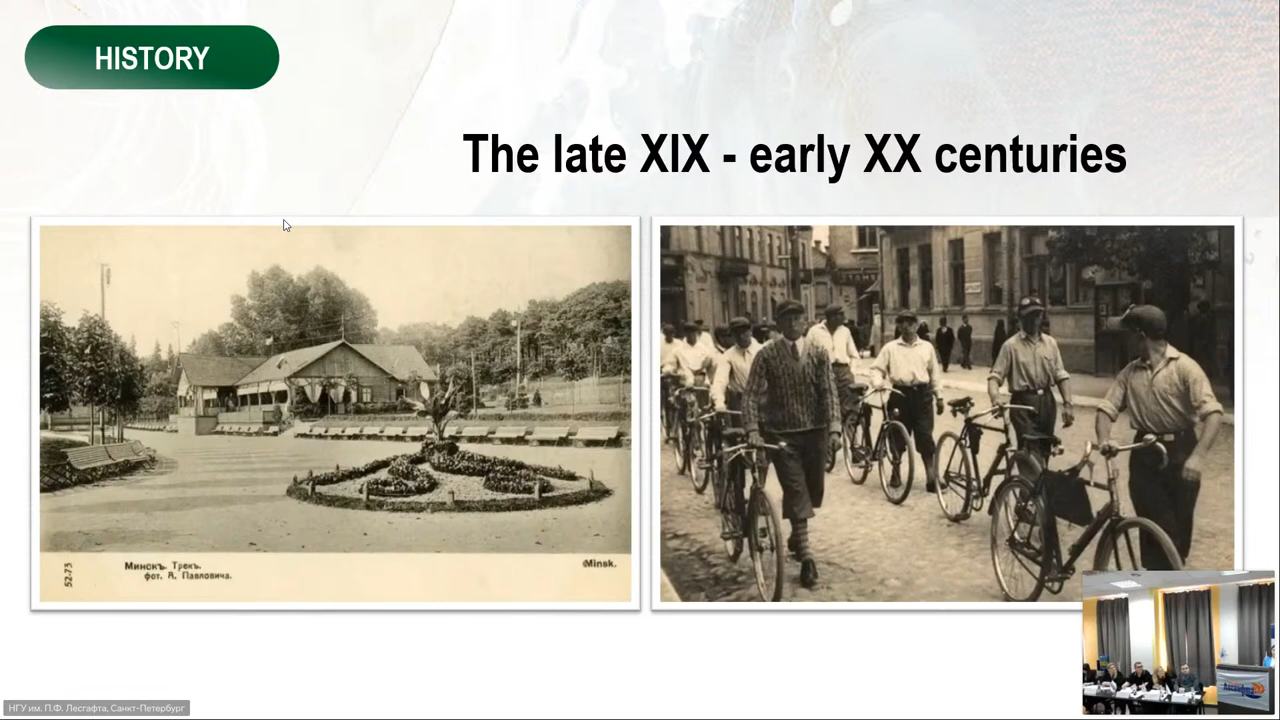 HISTORY
The late XIX - early XX centuries
52.73
Минскъ. Трекъ.
фот. А. Павловича.
Minsk.
НГУ им. П.Ф. Лесгафта, Санкт-Петербург